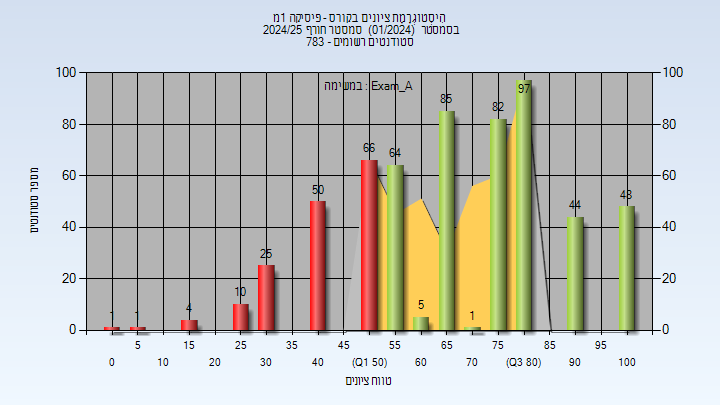 היסטוגרמת ציונים בקורס - פיסיקה 1מ
בסמסטר (01/2024) סמסטר חורף 2024/25
סטודנטים רשומים - 783
במשימה : Exam_A
מספר סטודנטים
100 100
80 80
60 60
40 40
20 20
0 0
1 1 4 10 25 50 66 64 5 85 1 82 97 44 48
5 15 25 35 45 55 65 75 85 95
0 10 20 30 40 (Q1 50) 60 70 (Q3 80) 90 100
טווח ציונים